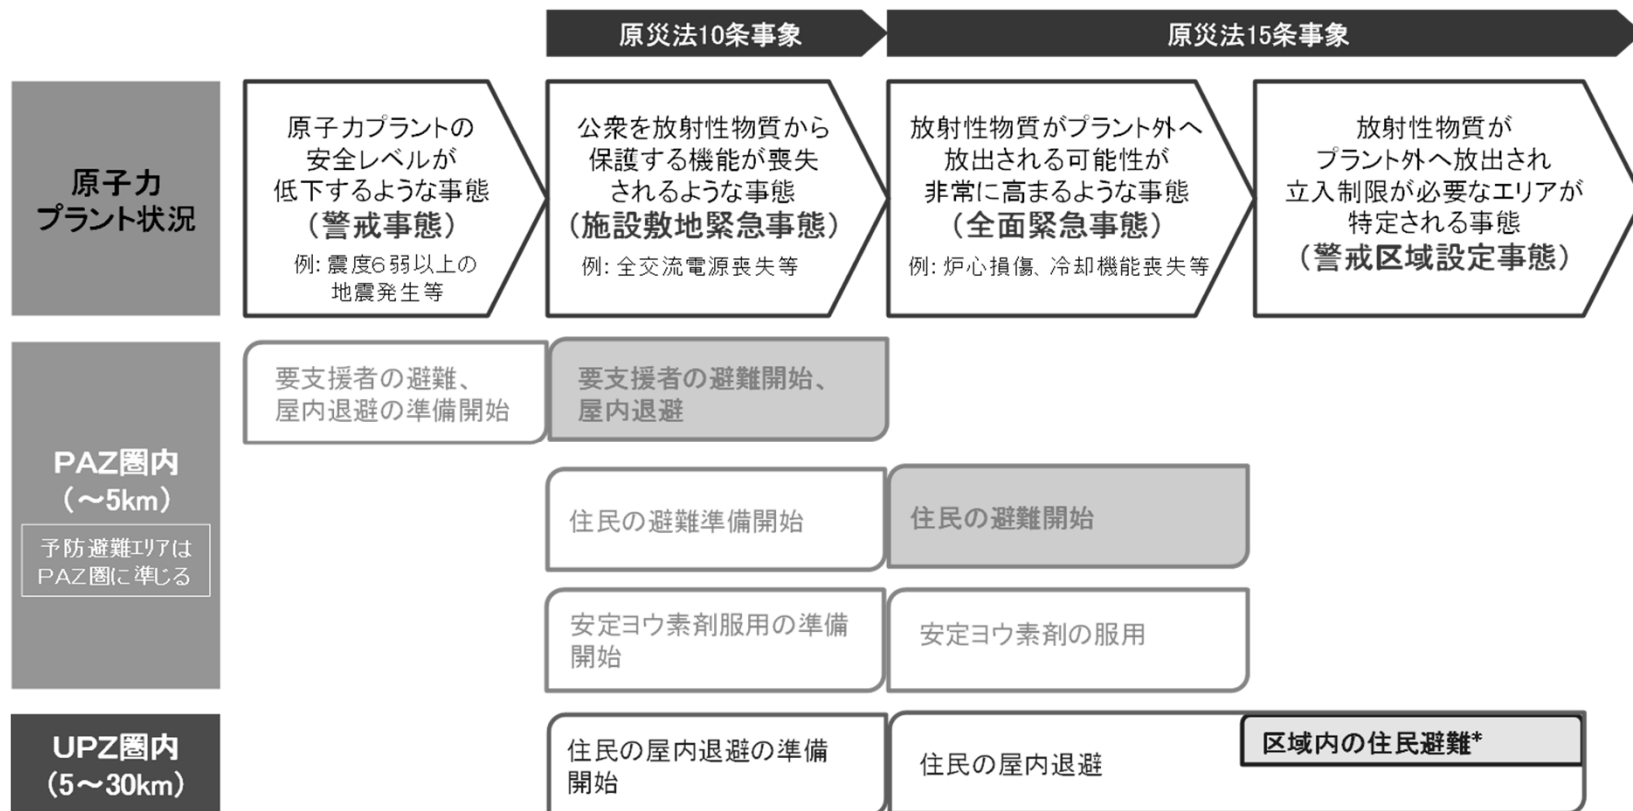 原災法10条事象
原災法15条事象
原子力
プラント状況
原子力プラントの
安全レベルが
低下するような事態
（警戒事態）
例：震度6弱以上の
地震発生等
公衆を放射性物質から
保護する機能が喪失
されるような事態
（施設敷地緊急事態）
例：全交流電源喪失等
放射性物質がプラント外へ
放出される可能性が
非常に高まるような事態
（全面緊急事態）
例：炉心損傷、冷却機能喪失等
放射性物質が
プラント外へ放出され
立入制限が必要なエリアが
特定される事態
（警戒区域設定事態）
PAZ圏内
（～5km）
予防避難エリアは
PAZ圏に準じる
要支援者の避難、
屋内退避の準備開始
要支援者の避難開始、
屋内退避
住民の避難準備開始
住民の避難開始
安定ヨウ素剤服用の準備
開始
安定ヨウ素剤の服用
UPZ圏内
（5～30km）
住民の屋内退避の準備
開始
住民の屋内退避
区域内の住民避難*